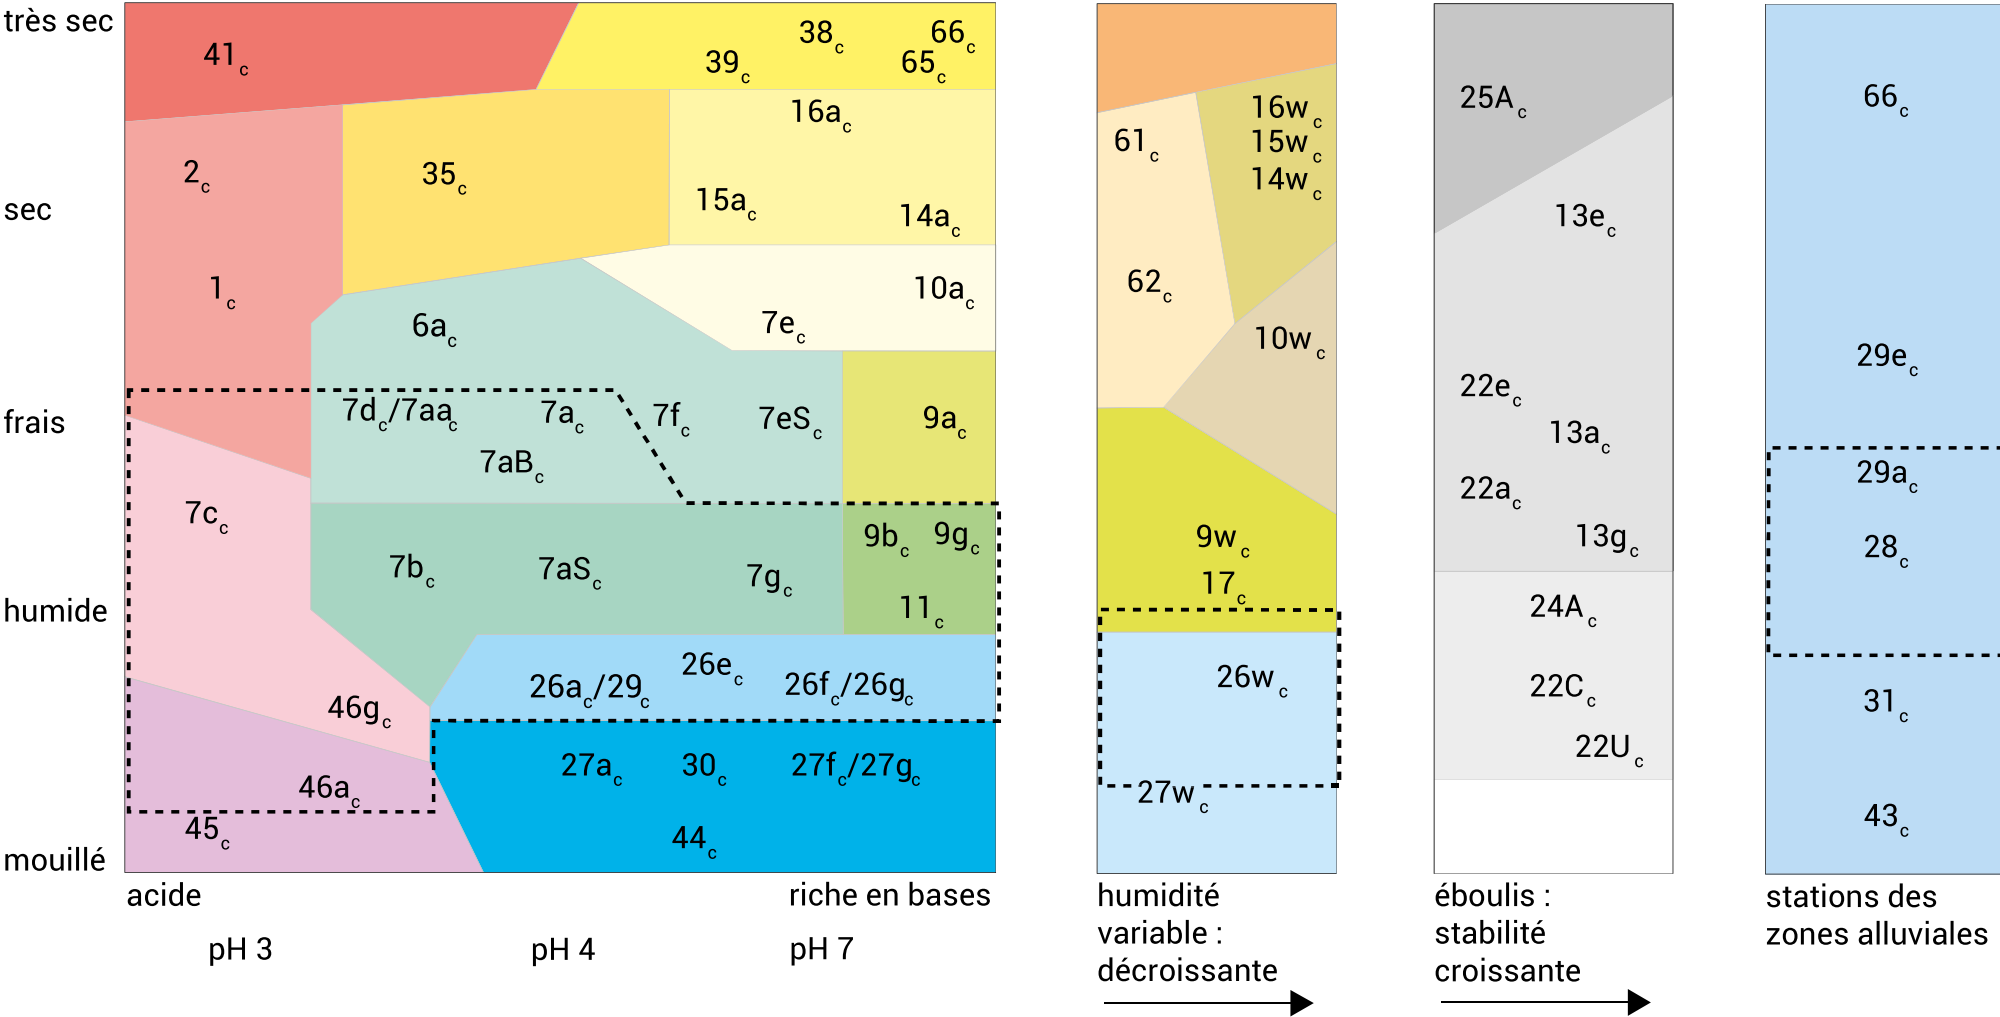 très sec
sec
frais
humide
mouillé
41c
38c
66c
39c
65c
2c
35c
16ac
15ac
14ac
1c
6ac
10ac
7ec
7dc/7aac
7ac
7fc
7eSc
9ac
7aBc
7cc
9bc
9gc
7bc
7aSc
7gc
11c
46gc
26ac/29c
26ec
26fc/26gc
46ac
27ac
30c
27fc/27gc
45c
44c
acide
riche en bases
pH 3
pH 4
pH 7
61c
16wc
15wc
14wc
62c
10wc
9wc
17c
26wc
27wc
humidité
variable :
décroissante
25Ac
13ec
22ec
13ac
22ac
13gc
24Ac
22Cc
22Uc
éboulis :
stabilité
croissante
66c
29ec
29ac
28c
31c
43c
stations des
zones alluviales